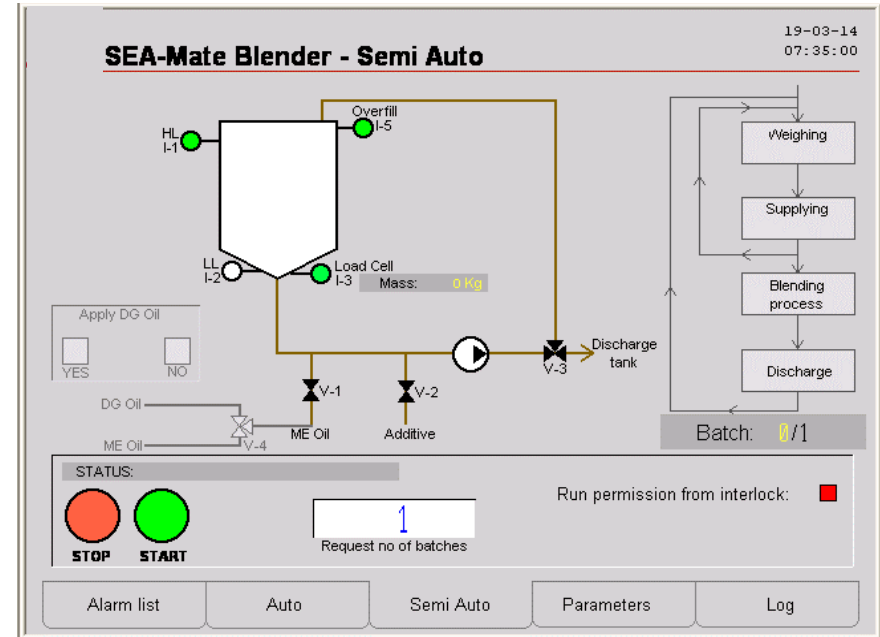 SEA-Mate Blender - Semi Auto
19-03-14
07:35:00
Overfill
I-5
HL
I-1
LL
I-2
Load Cell
I-3
Mass: 0 Kg
Weighing
Supplying
Blending
process
Discharge
Apply DG Oil
YES NO
Discharge
tank
V-3
V-1
V-2
DG Oil
ME Oil
V-4
ME Oil
Additive
Batch: 0/1
STATUS:
STOP
START
1
Request no of batches
Run permission from interlock:
Alarm list
Auto
Semi Auto
Parameters
Log